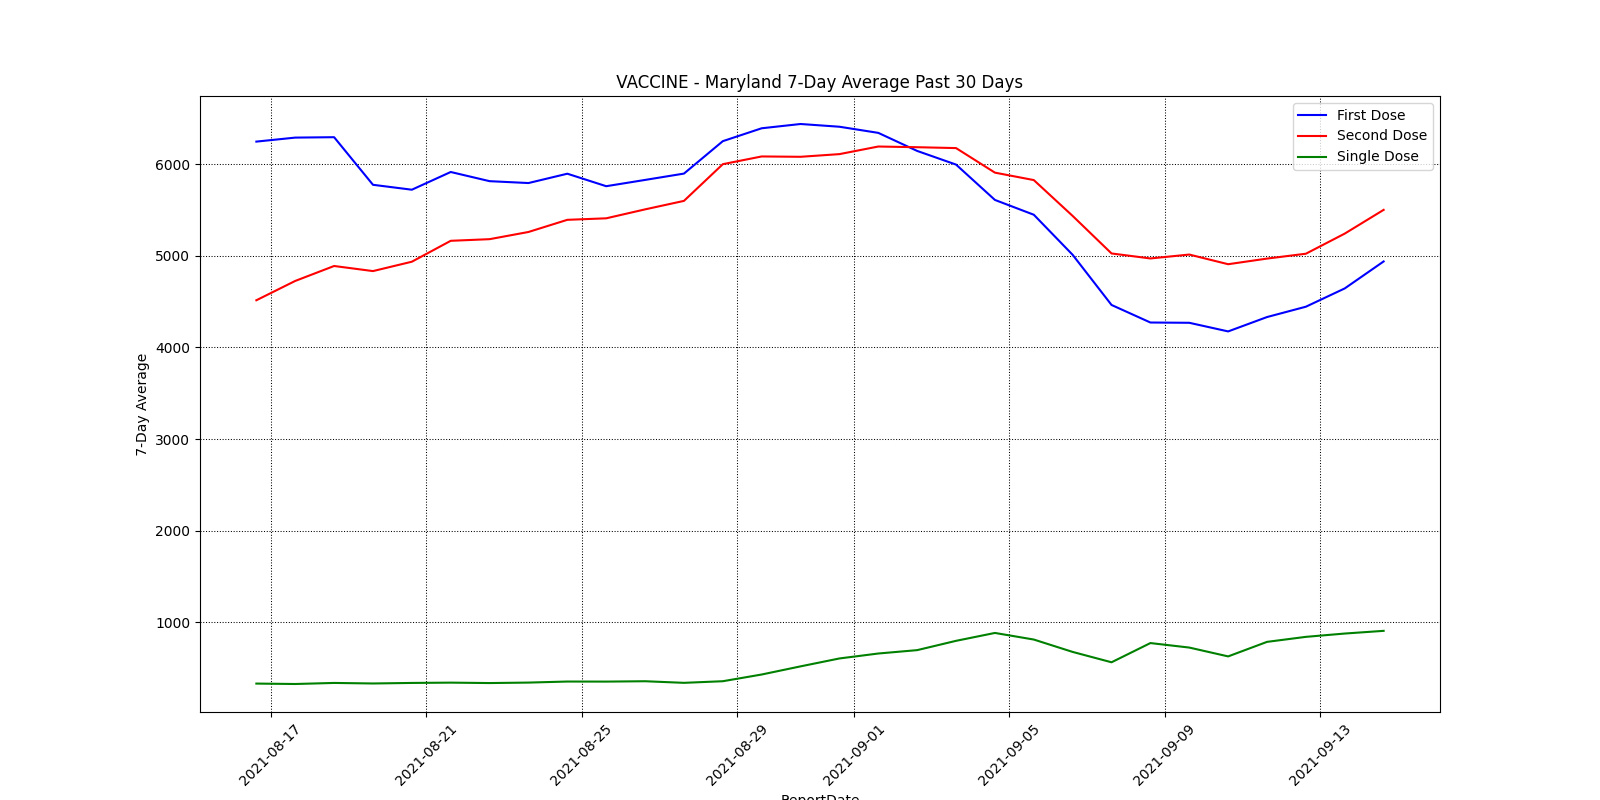 VACCINE - Maryland 7-Day Average Past 30 Days
First Dose
Second Dose
Single Dose
7-Day Average
6000
5000
4000
3000
2000
1000
2021-08-17
2021-08-21
2021-08-25
2021-08-29
2021-09-01
2021-09-05
2021-09-09
2021-09-13
ReportDate